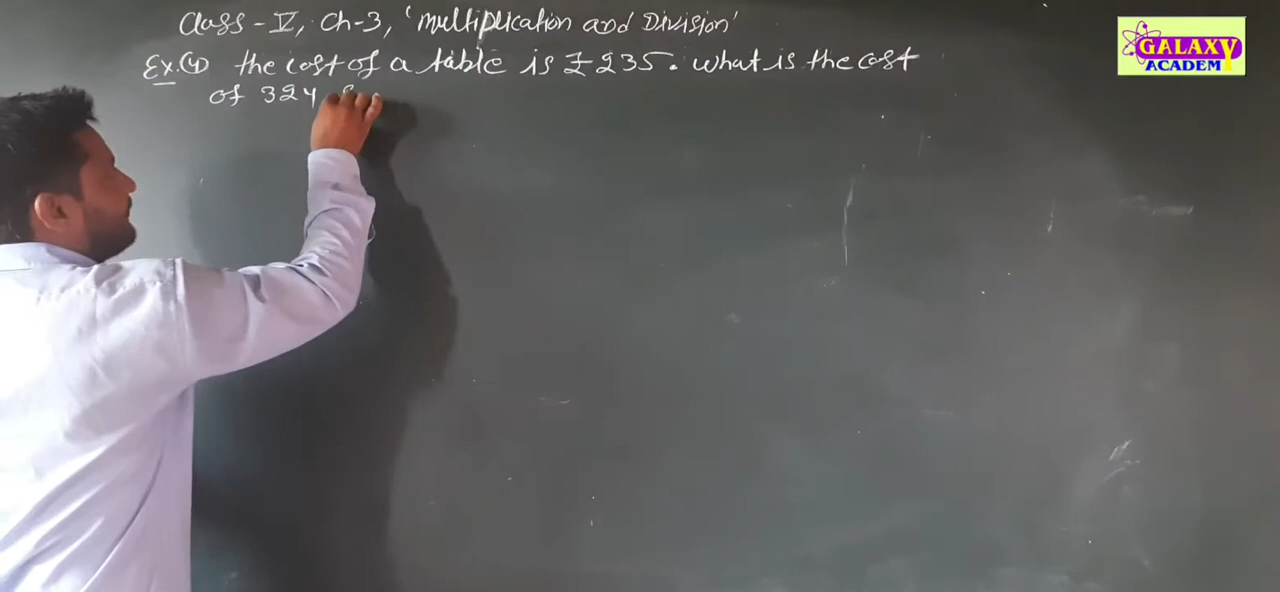 Class - V, Ch-3, 'Multiplication and Division'
Ex.(4) The cost of a table is ₹235. What is the cost
of 324
GALAXY
ACADEMY